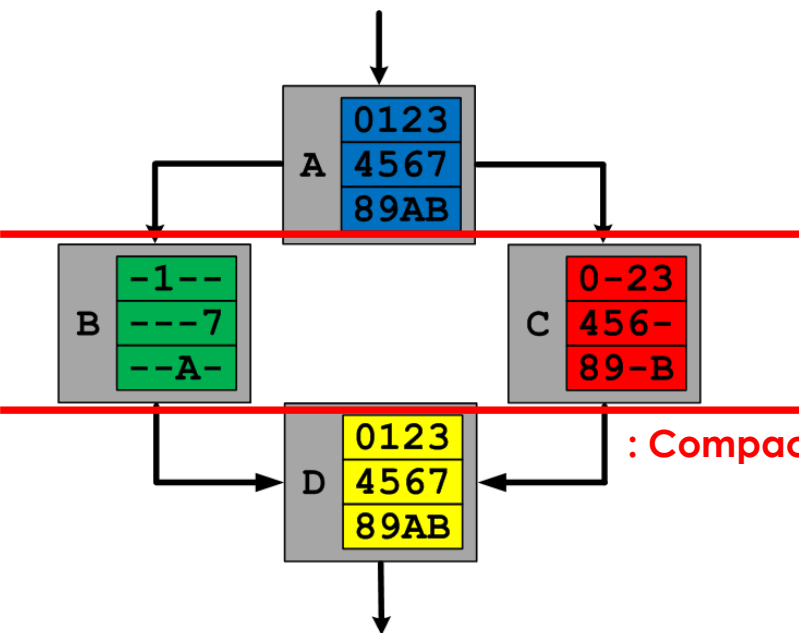 0123
A 4567
89AB
-1--
B ---7
--A-
0-23
C 456-
89-B
: Compac
0123
D 4567
89AB